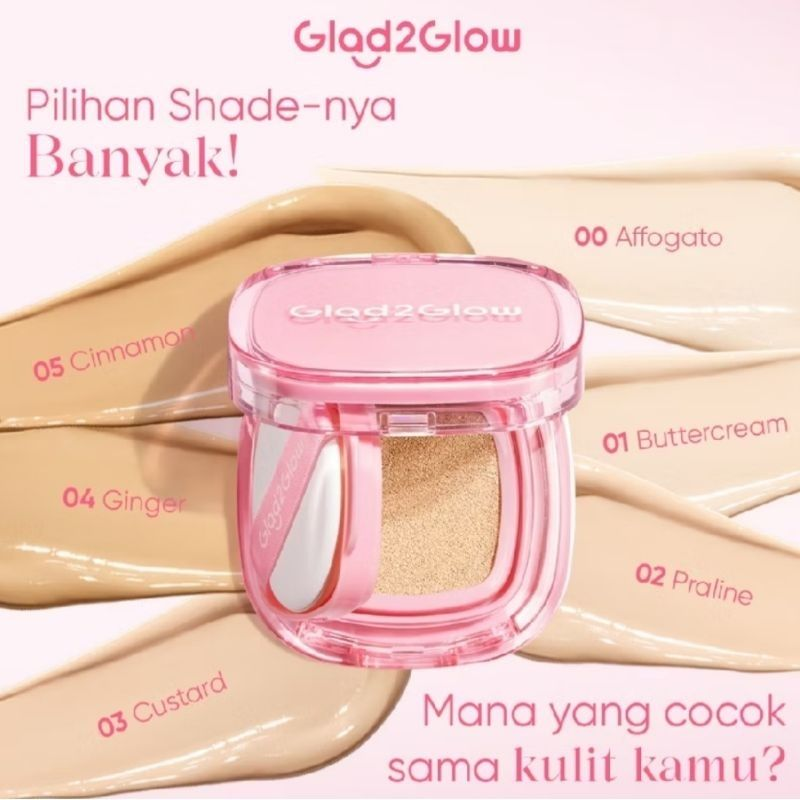 Glad2Glow
Pilihan Shade-nya
Banyak!
00 Affogato
Glad2Glow
05 Cinnamon
01 Buttercream
04 Ginger
Glad2Glow
02 Praline
03 Custard
Mana yang cocok
sama kulit kamu?